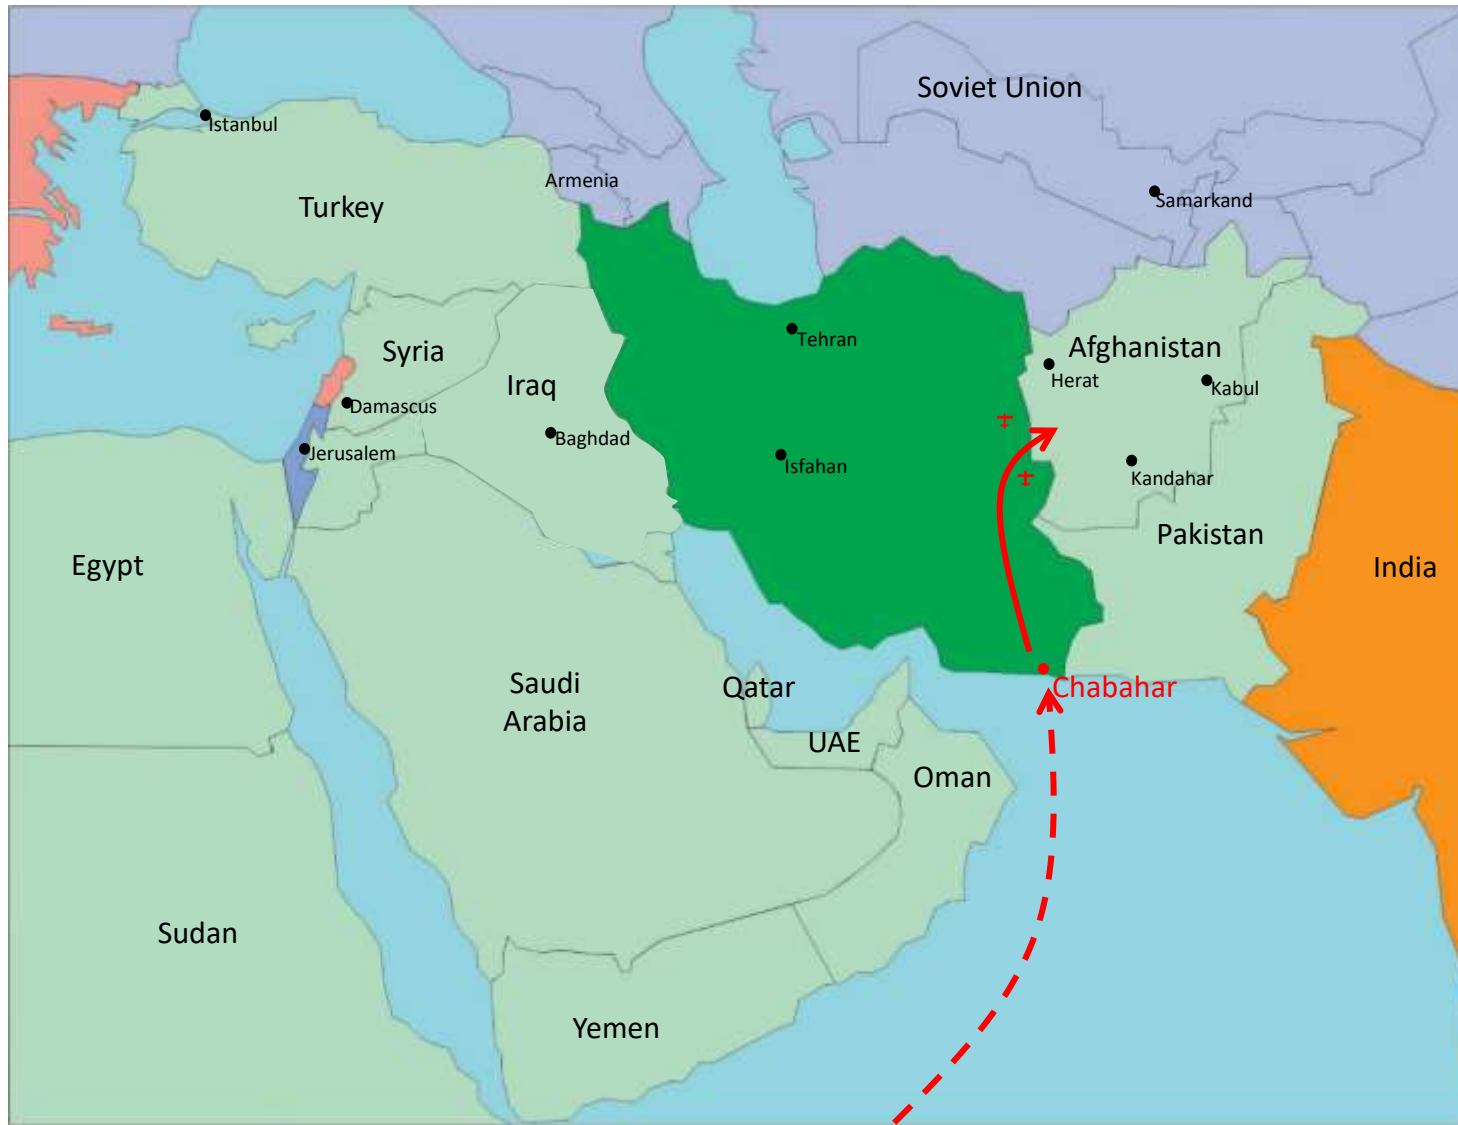 Soviet Union
Istanbul
Armenia
Samarkand
Turkey
Tehran
Afghanistan
Syria
Herat
Iraq
Kabul
Damascus
Baghdad
Jerusalem
Isfahan
Kandahar
Pakistan
Egypt
India
Saudi
Arabia
Qatar
Chabahar
UAE
Oman
Sudan
Yemen